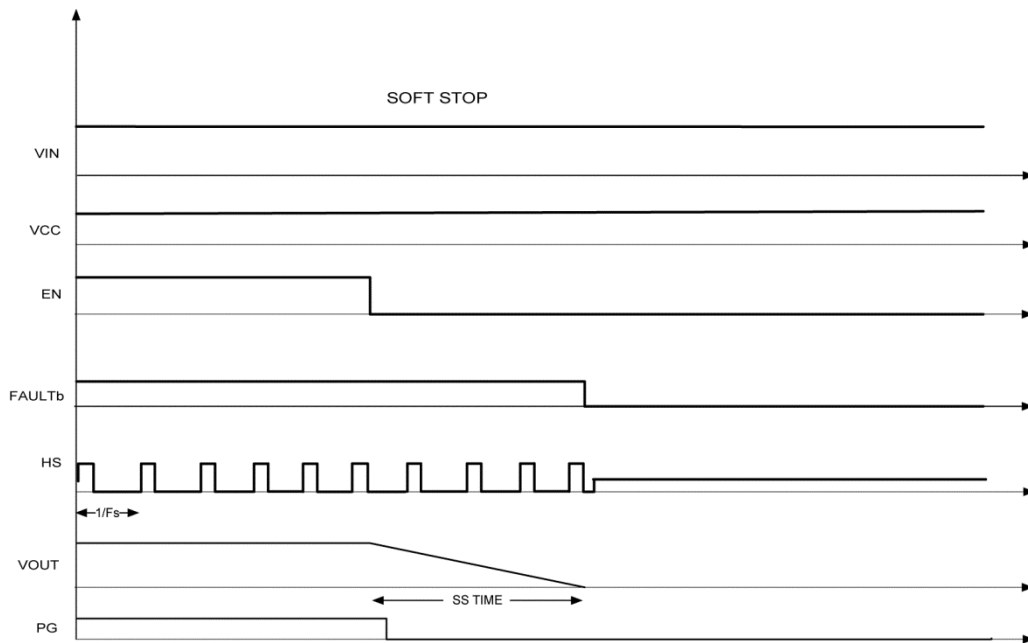 SOFT STOP
VIN
VCC
EN
FAULTb
HS
1/Fs
VOUT
SS TIME
PG